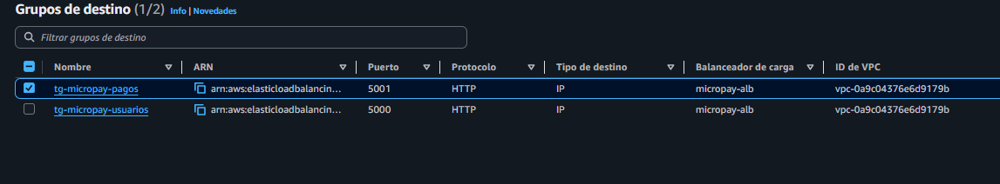 Grupos de destino (1/2) Info | Novedades
Filtrar grupos de destino
Nombre ARN Puerto Protocolo Tipo de destino Balanceador de carga ID de VPC
tg-micropay-pagos arn:aws:elasticloadbalancin... 5001 HTTP IP micropay-alb vpc-0a9c04376e6d9179b
tg-micropay-usuarios arn:aws:elasticloadbalancin... 5000 HTTP IP micropay-alb vpc-0a9c04376e6d9179b